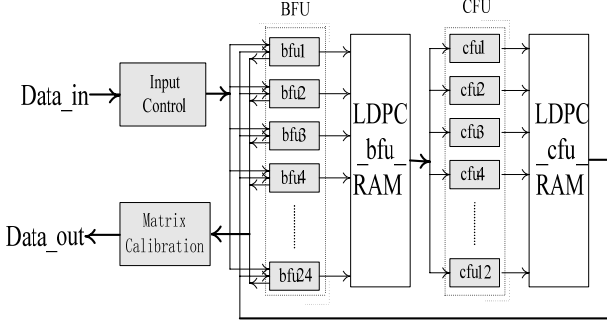 BFU
CFU
Data_in
Input
Control
bfu1
bfu2
bfu3
bfu4
bfu24
LDPC
_bfu_
RAM
cfu1
cfu2
cfu3
cfu4
cfu12
LDPC
_cfu_
RAM
Data_out
Matrix
Calibration